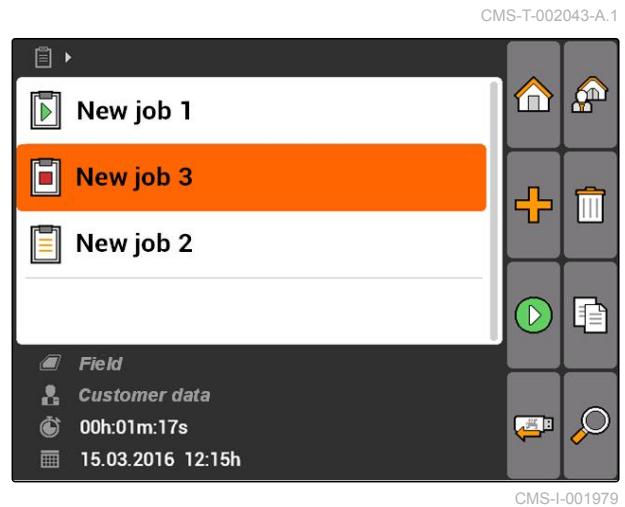 CMS-T-002043-A.1
New job 1
New job 3
New job 2
Field
Customer data
00h:01m:17s
15.03.2016 12:15h
CMS-I-001979